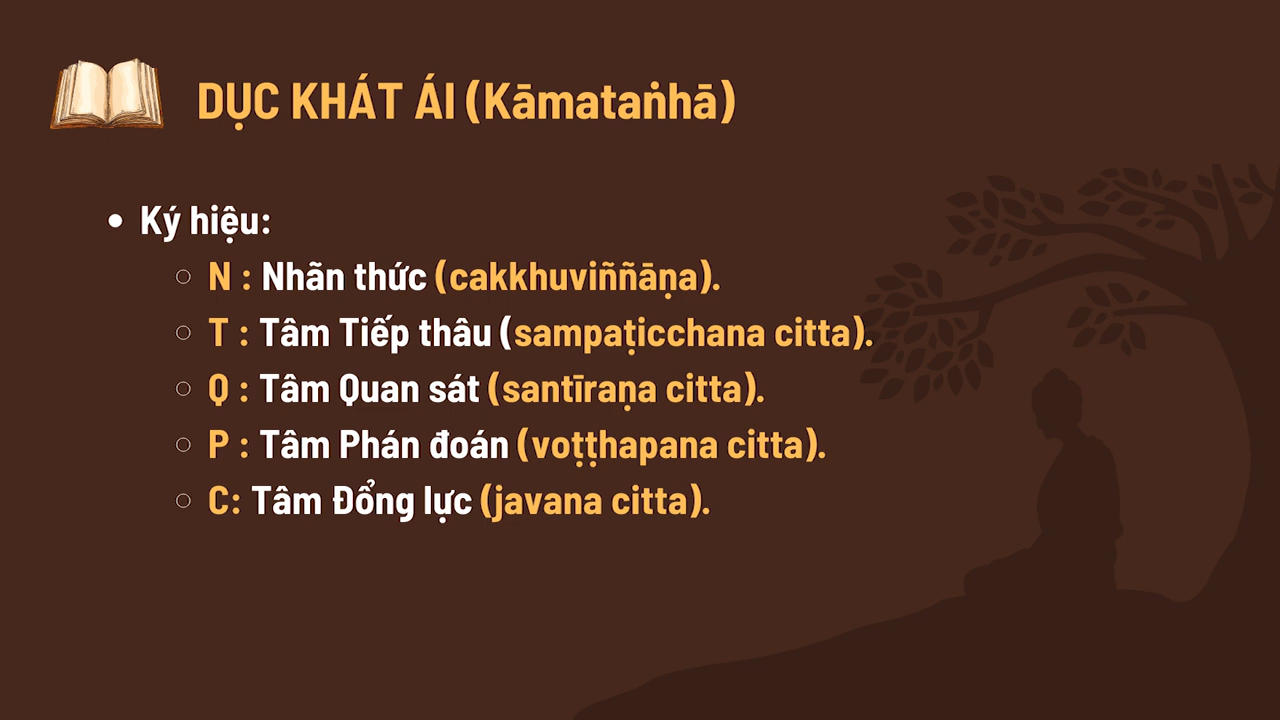 DỤC KHÁT ÁI (Kāmataṅhā)
• Ký hiệu:
○ N : Nhãn thức (cakkhuviññāṇa).
○ T : Tâm Tiếp thâu (sampaṭicchana citta).
○ Q : Tâm Quan sát (santīraṇa citta).
○ P : Tâm Phán đoán (voṭṭhapana citta).
○ C: Tâm Đổng lực (javana citta).